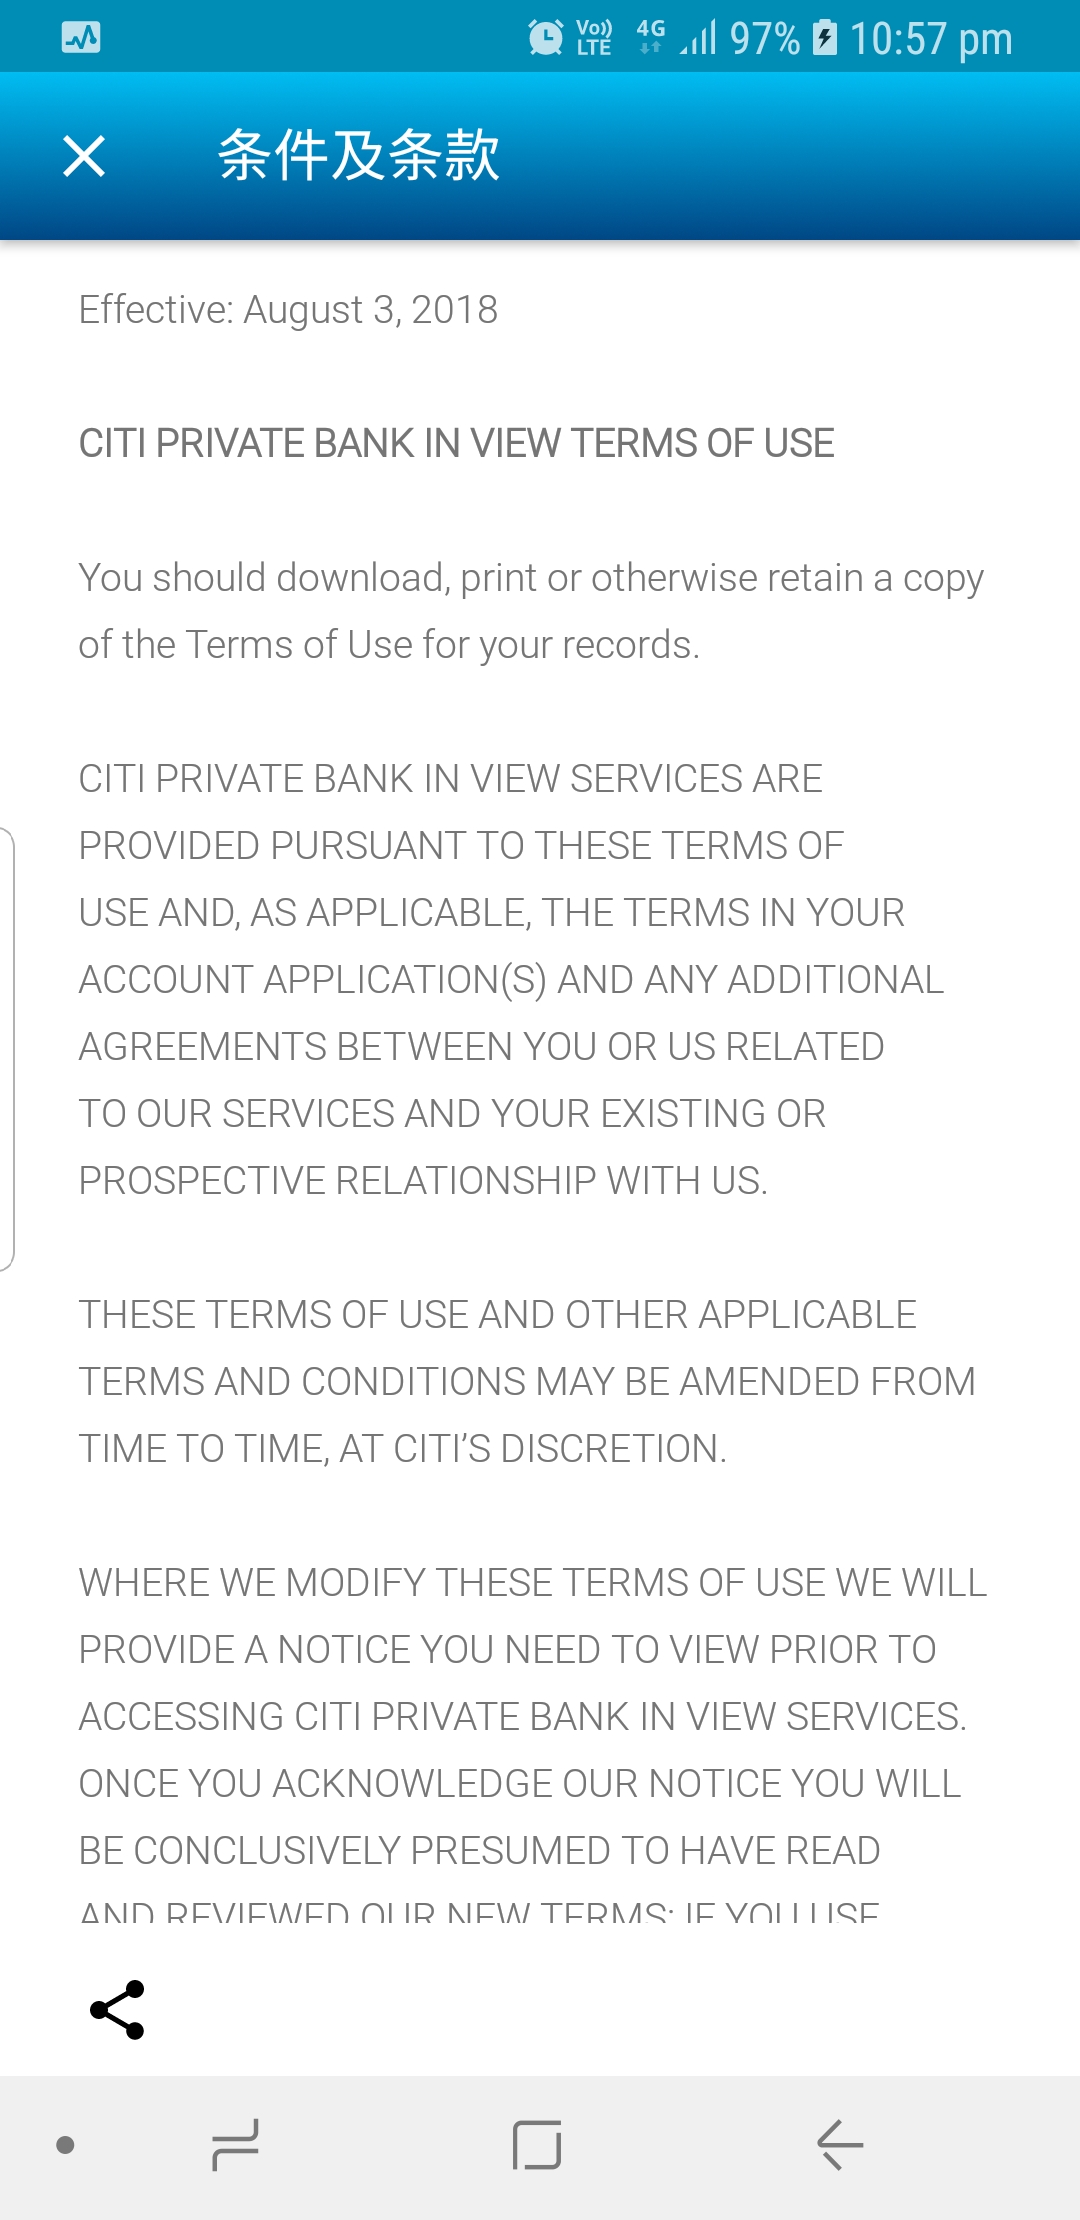 Vo)) LTE 4G 97% 10:57 pm
条件及条款
Effective: August 3, 2018
CITI PRIVATE BANK IN VIEW TERMS OF USE
You should download, print or otherwise retain a copy
of the Terms of Use for your records.
CITI PRIVATE BANK IN VIEW SERVICES ARE
PROVIDED PURSUANT TO THESE TERMS OF
USE AND, AS APPLICABLE, THE TERMS IN YOUR
ACCOUNT APPLICATION(S) AND ANY ADDITIONAL
AGREEMENTS BETWEEN YOU OR US RELATED
TO OUR SERVICES AND YOUR EXISTING OR
PROSPECTIVE RELATIONSHIP WITH US.
THESE TERMS OF USE AND OTHER APPLICABLE
TERMS AND CONDITIONS MAY BE AMENDED FROM
TIME TO TIME, AT CITI’S DISCRETION.
WHERE WE MODIFY THESE TERMS OF USE WE WILL
PROVIDE A NOTICE YOU NEED TO VIEW PRIOR TO
ACCESSING CITI PRIVATE BANK IN VIEW SERVICES.
ONCE YOU ACKNOWLEDGE OUR NOTICE YOU WILL
BE CONCLUSIVELY PRESUMED TO HAVE READ
AND REVIEWED OUR NEW TERMS; IF YOU USE